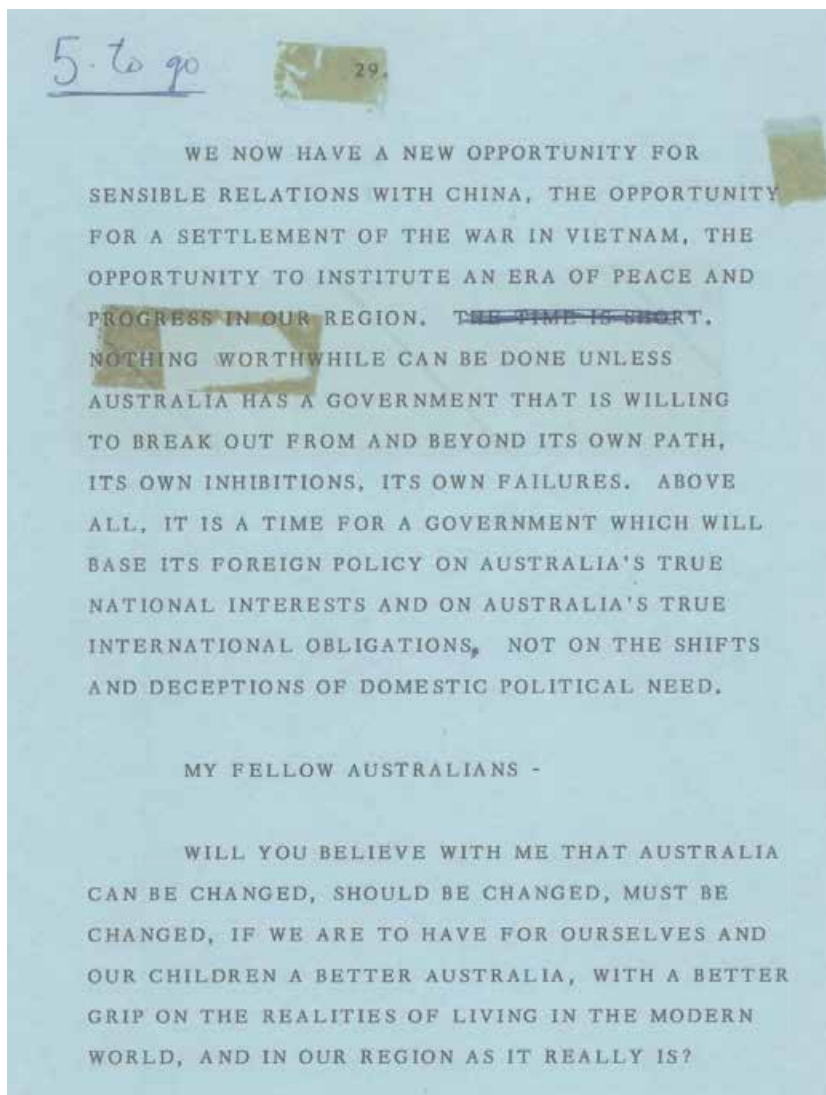 5. to go
29.
WE NOW HAVE A NEW OPPORTUNITY FOR
SENSIBLE RELATIONS WITH CHINA, THE OPPORTUNITY
FOR A SETTLEMENT OF THE WAR IN VIETNAM, THE
OPPORTUNITY TO INSTITUTE AN ERA OF PEACE AND
PROGRESS IN OUR REGION. THE TIME IS SHORT.
NOTHING WORTHWHILE CAN BE DONE UNLESS
AUSTRALIA HAS A GOVERNMENT THAT IS WILLING
TO BREAK OUT FROM AND BEYOND ITS OWN PATH,
ITS OWN INHIBITIONS, ITS OWN FAILURES. ABOVE
ALL, IT IS A TIME FOR A GOVERNMENT WHICH WILL
BASE ITS FOREIGN POLICY ON AUSTRALIA'S TRUE
NATIONAL INTERESTS AND ON AUSTRALIA'S TRUE
INTERNATIONAL OBLIGATIONS, NOT ON THE SHIFTS
AND DECEPTIONS OF DOMESTIC POLITICAL NEED.
MY FELLOW AUSTRALIANS -
WILL YOU BELIEVE WITH ME THAT AUSTRALIA
CAN BE CHANGED, SHOULD BE CHANGED, MUST BE
CHANGED, IF WE ARE TO HAVE FOR OURSELVES AND
OUR CHILDREN A BETTER AUSTRALIA, WITH A BETTER
GRIP ON THE REALITIES OF LIVING IN THE MODERN
WORLD, AND IN OUR REGION AS IT REALLY IS?